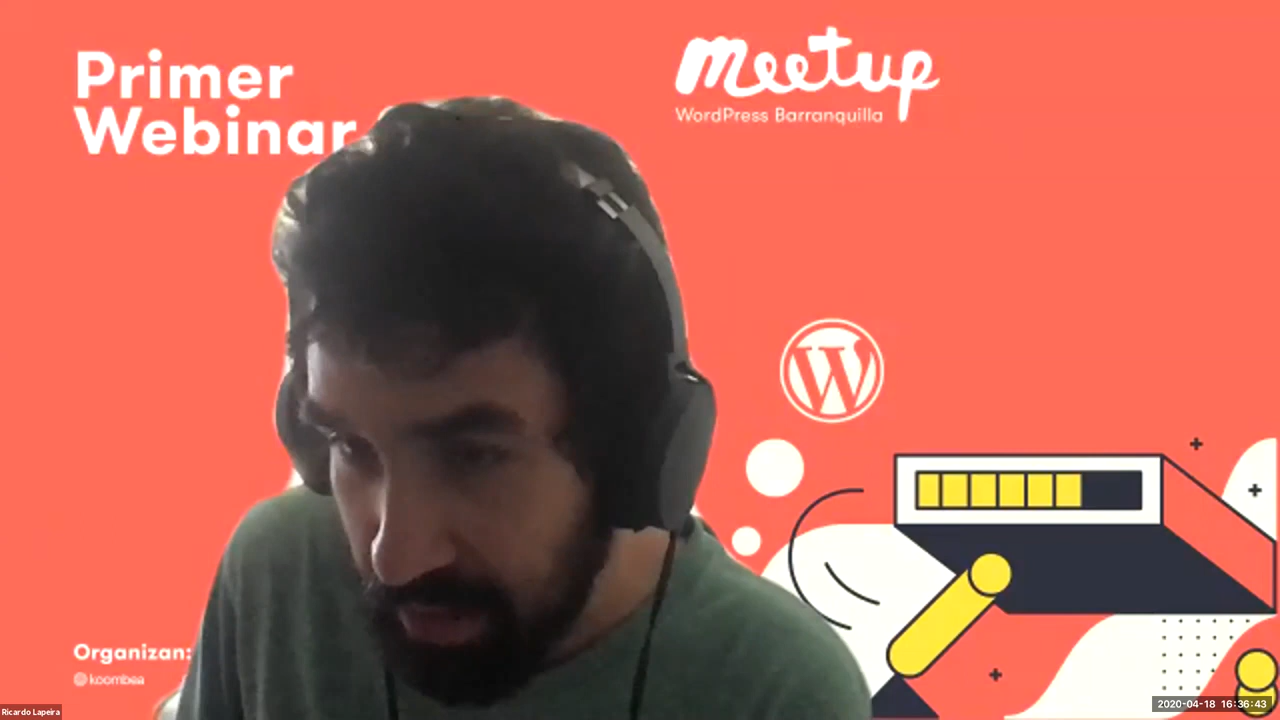 Primer
Webinar
meetup
WordPress Barranquilla
W
Organizan:
koombea
Ricardo Lapeira
2020-04-18 16:36:43